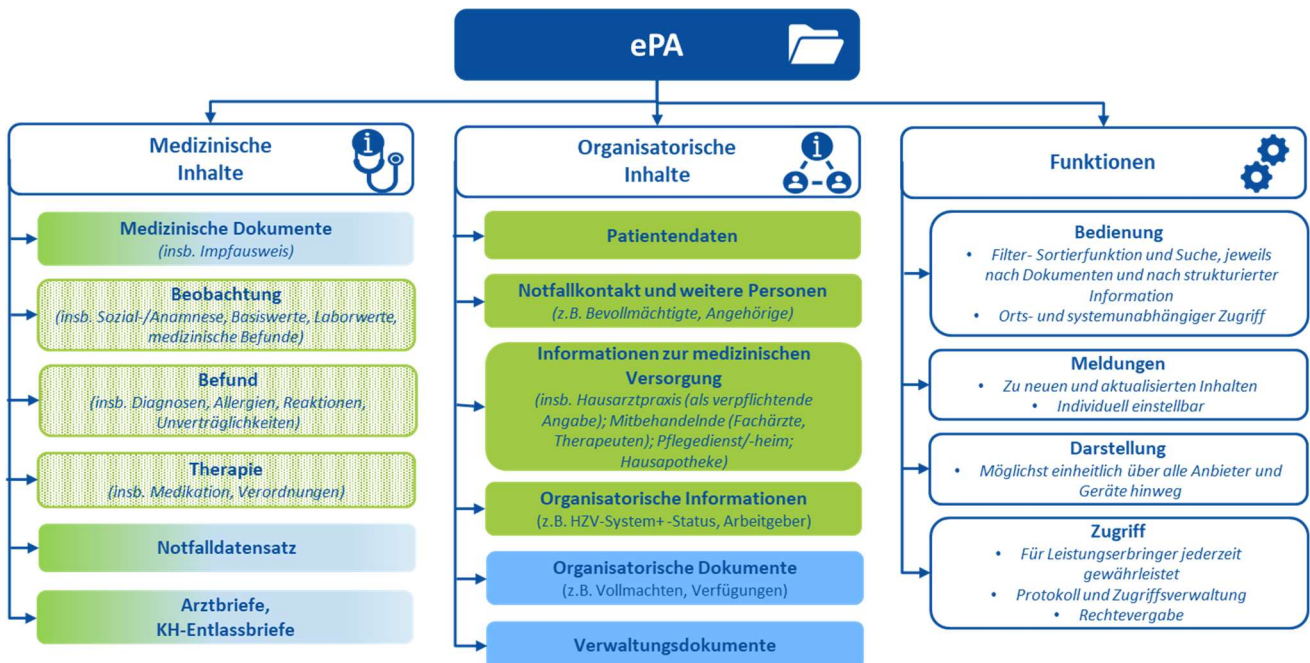 ePA
Medizinische
Inhalte
Medizinische Dokumente
(insb. Impfausweis)
Beobachtung
(insb. Sozial-/Anamnese, Basiswerte, Laborwerte,
medizinische Befunde)
Befund
(insb. Diagnosen, Allergien, Reaktionen,
Unverträglichkeiten)
Therapie
(insb. Medikation, Verordnungen)
Notfalldatensatz
Arztbriefe,
KH-Entlassbriefe
Organisatorische
Inhalte
Patientendaten
Notfallkontakt und weitere Personen
(z.B. Bevollmächtigte, Angehörige)
Informationen zur medizinischen
Versorgung
(insb. Hausarztpraxis (als verpflichtende
Angabe); Mitbehandelnde (Fachärzte,
Therapeuten); Pflegedienst/-heim;
Hausapotheke)
Organisatorische Informationen
(z.B. HZV-System+-Status, Arbeitgeber)
Organisatorische Dokumente
(z.B. Vollmachten, Verfügungen)
Verwaltungsdokumente
Funktionen
Bedienung
• Filter- Sortierfunktion und Suche, jeweils
nach Dokumenten und nach strukturierter
Information
• Orts- und systemunabhängiger Zugriff
Meldungen
• Zu neuen und aktualisierten Inhalten
• Individuell einstellbar
Darstellung
• Möglichst einheitlich über alle Anbieter und
Geräte hinweg
Zugriff
• Für Leistungserbringer jederzeit
gewährleistet
• Protokoll und Zugriffsverwaltung
• Rechtevergabe